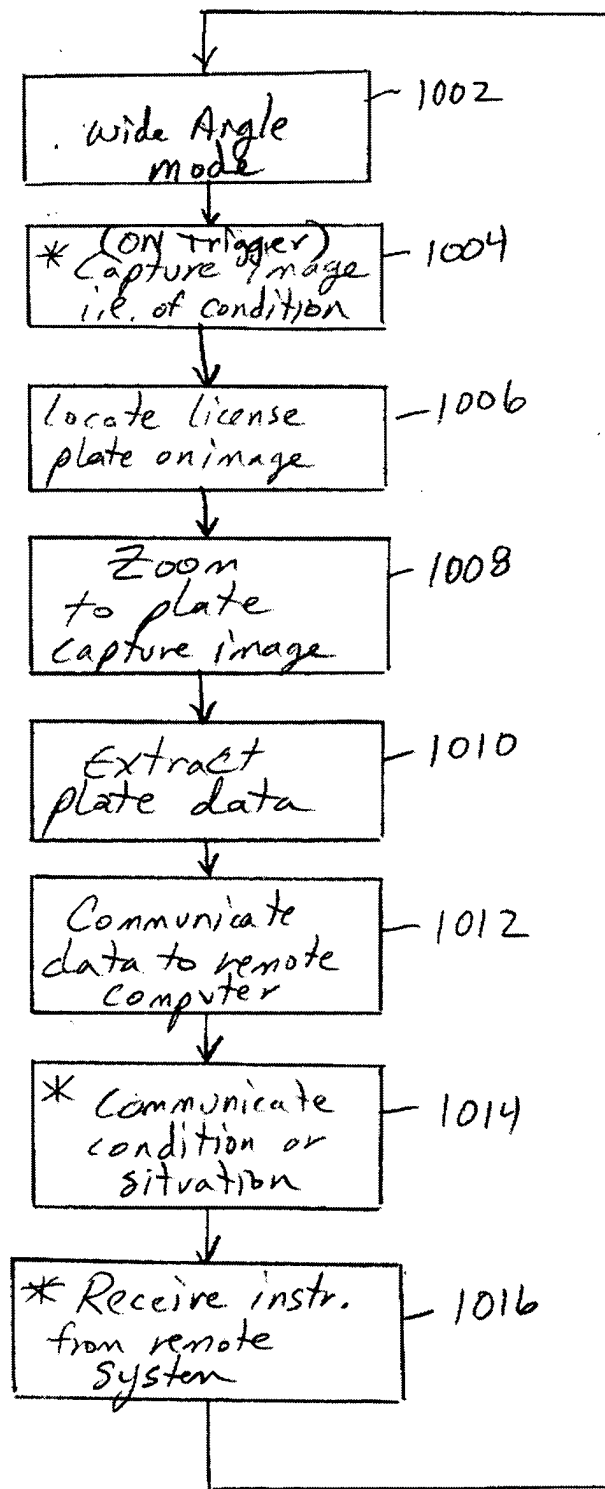 wide Angle
mode
1002
(ON Trigger)
* Capture image
i.e. of condition
1004
locate license
plate on image
1006
Zoom
to plate
capture image
1008
Extract
plate data
1010
Communicate
data to remote
computer
1012
* Communicate
condition or
situation
1014
* Receive instr.
from remote
system
1016